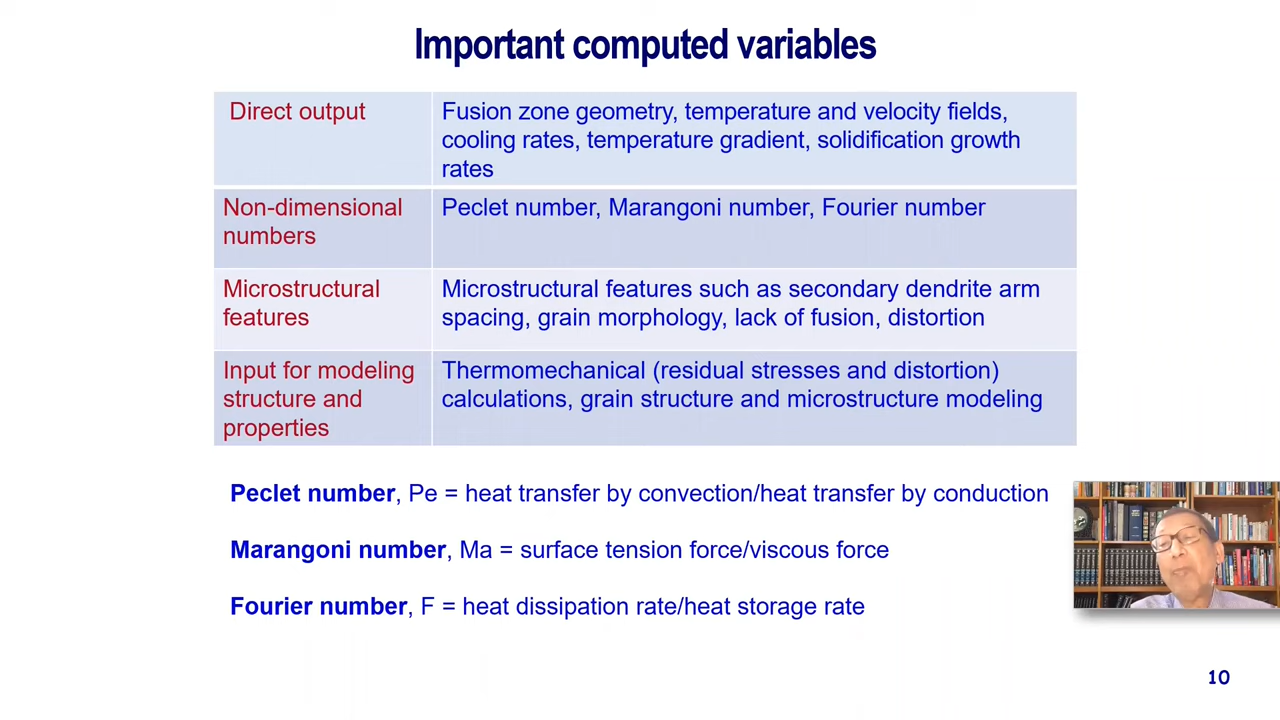 Important computed variables
Direct output
Fusion zone geometry, temperature and velocity fields,
cooling rates, temperature gradient, solidification growth
rates
Non-dimensional
numbers
Peclet number, Marangoni number, Fourier number
Microstructural
features
Microstructural features such as secondary dendrite arm
spacing, grain morphology, lack of fusion, distortion
Input for modeling
structure and
properties
Thermomechanical (residual stresses and distortion)
calculations, grain structure and microstructure modeling
Peclet number, Pe = heat transfer by convection/heat transfer by conduction
Marangoni number, Ma = surface tension force/viscous force
Fourier number, F = heat dissipation rate/heat storage rate
10